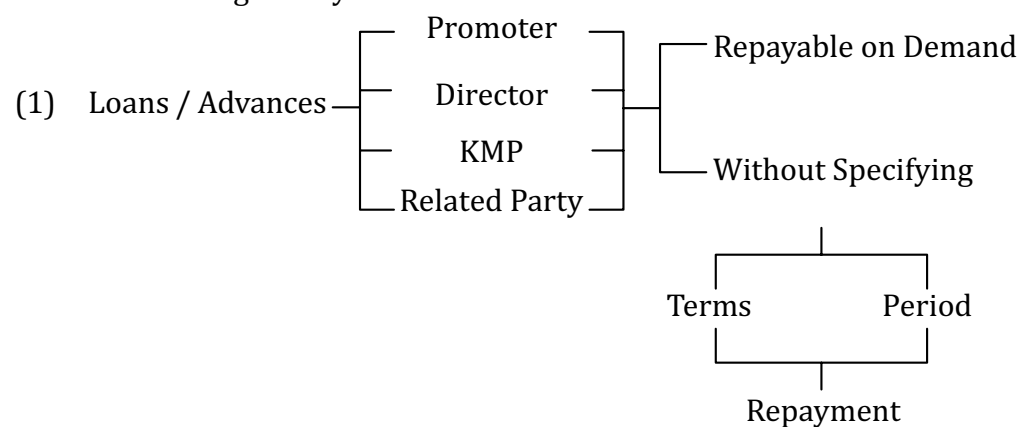 Promoter
Repayable on Demand
(1) Loans / Advances
Director
KMP
Without Specifying
Related Party
Terms Period
Repayment